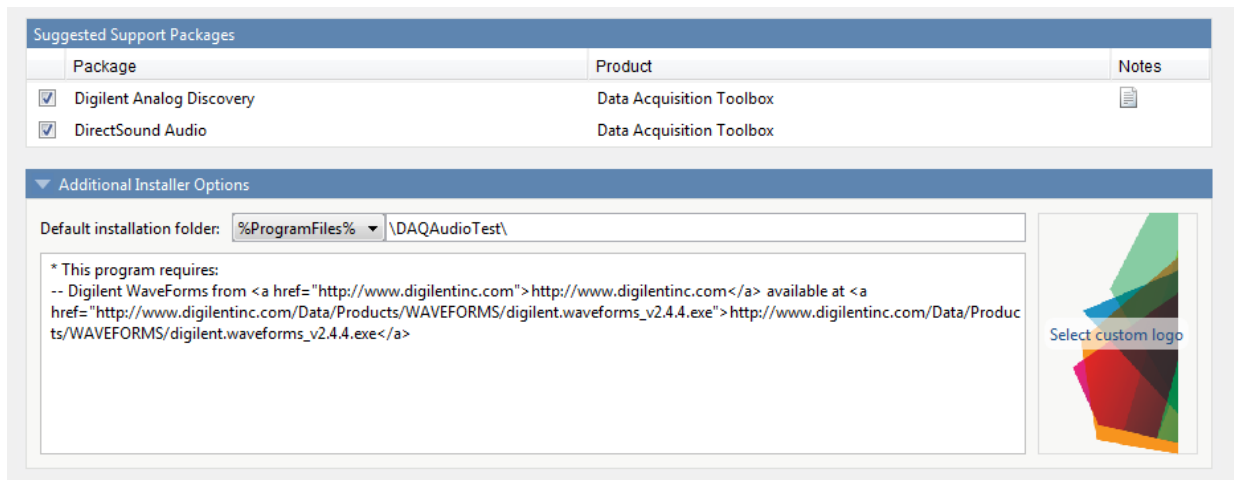 Suggested Support Packages
Package Product Notes
Digilent Analog Discovery Data Acquisition Toolbox
DirectSound Audio Data Acquisition Toolbox
Additional Installer Options
Default installation folder: %ProgramFiles% \DAQAudioTest\
* This program requires:
-- Digilent WaveForms from <a href="http://www.digilentinc.com">http://www.digilentinc.com</a> available at <a
href="http://www.digilentinc.com/Data/Products/WAVEFORMS/digilent.waveforms_v2.4.4.exe">http://www.digilentinc.com/Data/Produc
ts/WAVEFORMS/digilent.waveforms_v2.4.4.exe</a>
Select custom logo